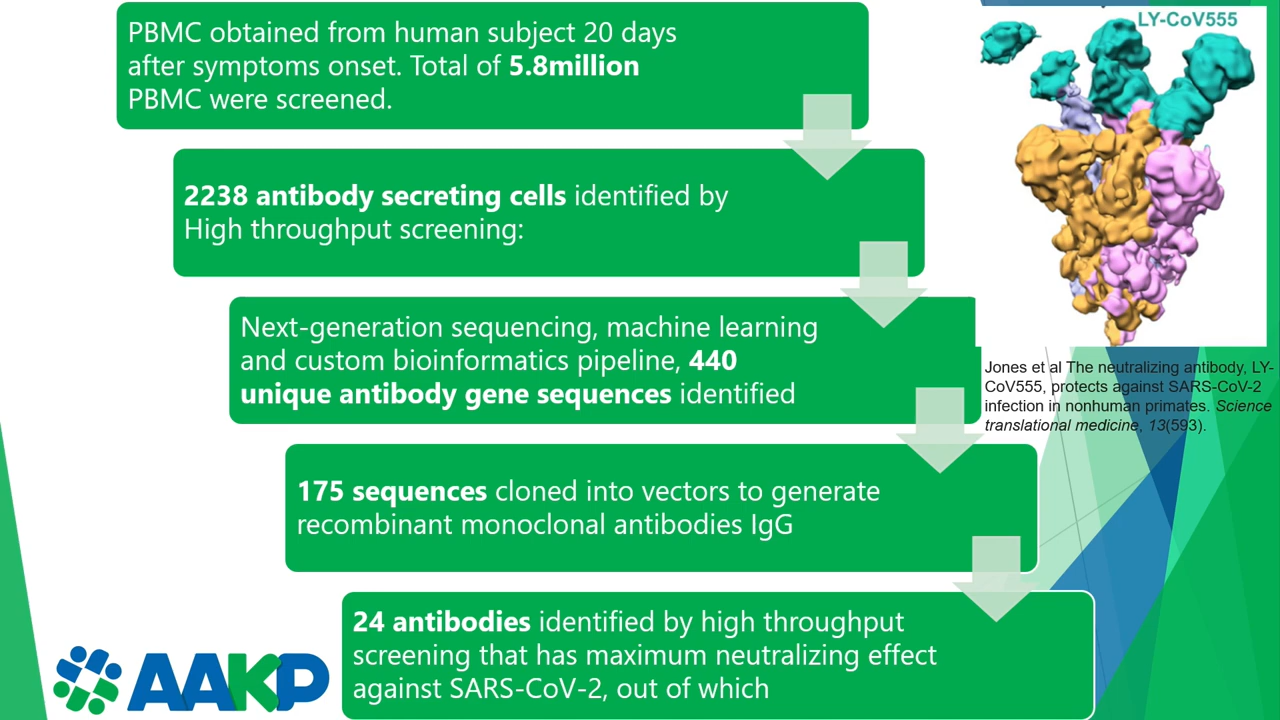 PBMC obtained from human subject 20 days
after symptoms onset. Total of 5.8million
PBMC were screened.
2238 antibody secreting cells identified by
High throughput screening:
Next-generation sequencing, machine learning
and custom bioinformatics pipeline, 440
unique antibody gene sequences identified
175 sequences cloned into vectors to generate
recombinant monoclonal antibodies IgG
24 antibodies identified by high throughput
screening that has maximum neutralizing effect
against SARS-CoV-2, out of which
LY-CoV555
Jones et al The neutralizing antibody, LY-
CoV555, protects against SARS-CoV-2
infection in nonhuman primates. Science
translational medicine, 13(593).
AAKP